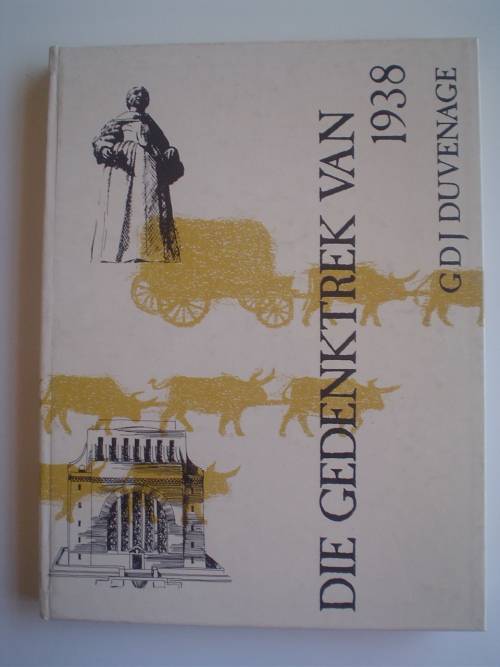 DIE GEDENKTREK VAN
1938
G D J DUVENAGE